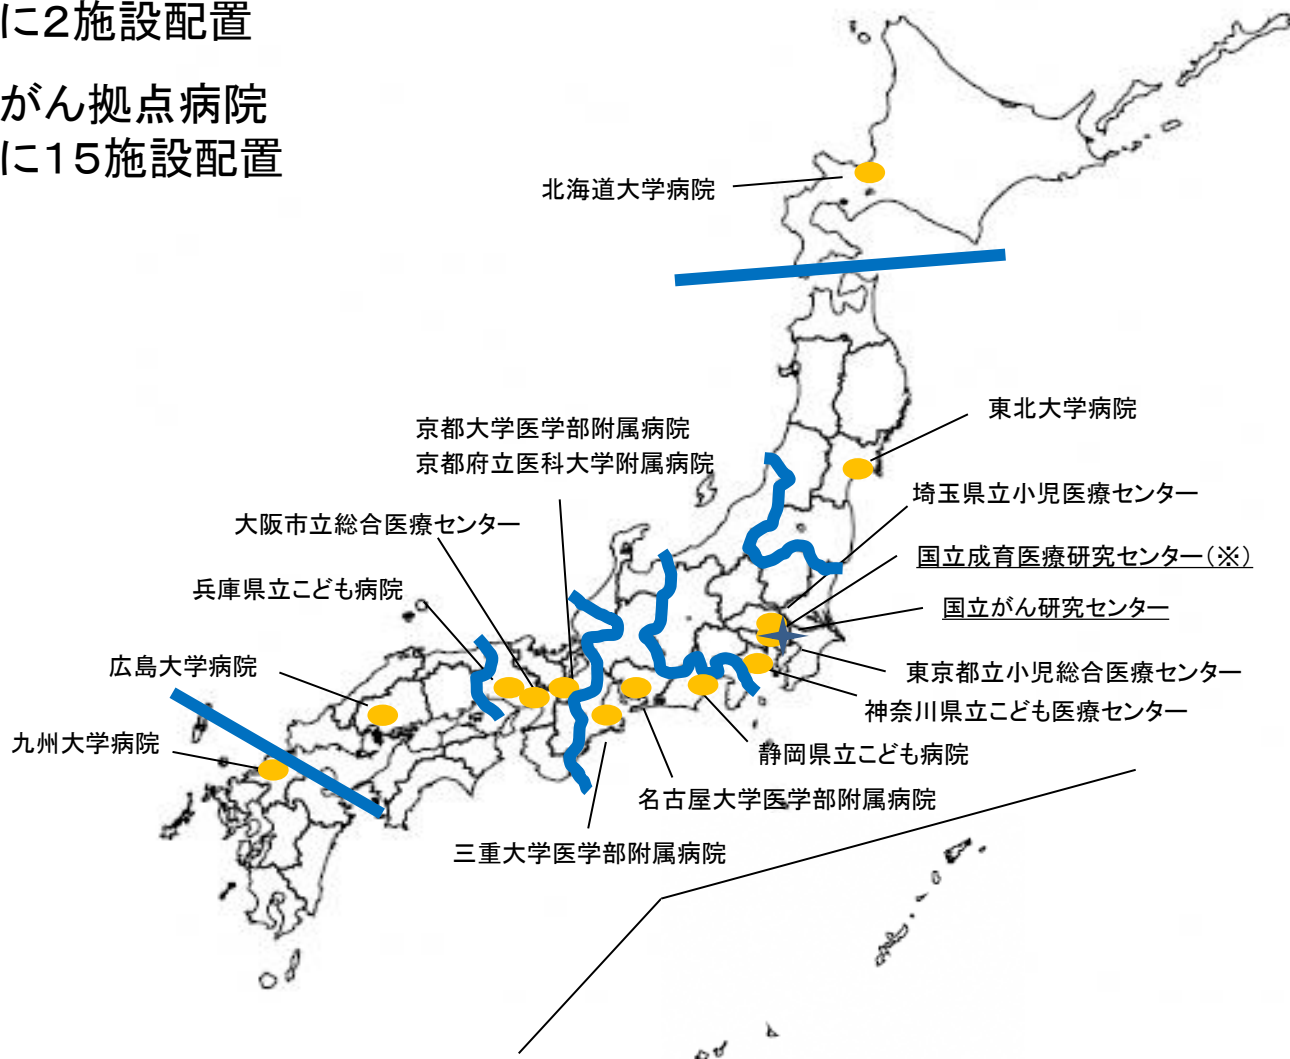 に2施設配置
がん拠点病院
に15施設配置
北海道大学病院
東北大学病院
京都大学医学部附属病院
京都府立医科大学附属病院
埼玉県立小児医療センター
大阪市立総合医療センター
国立成育医療研究センター(※)
兵庫県立こども病院
国立がん研究センター
広島大学病院
東京都立小児総合医療センター
神奈川県立こども医療センター
九州大学病院
静岡県立こども病院
名古屋大学医学部附属病院
三重大学医学部附属病院